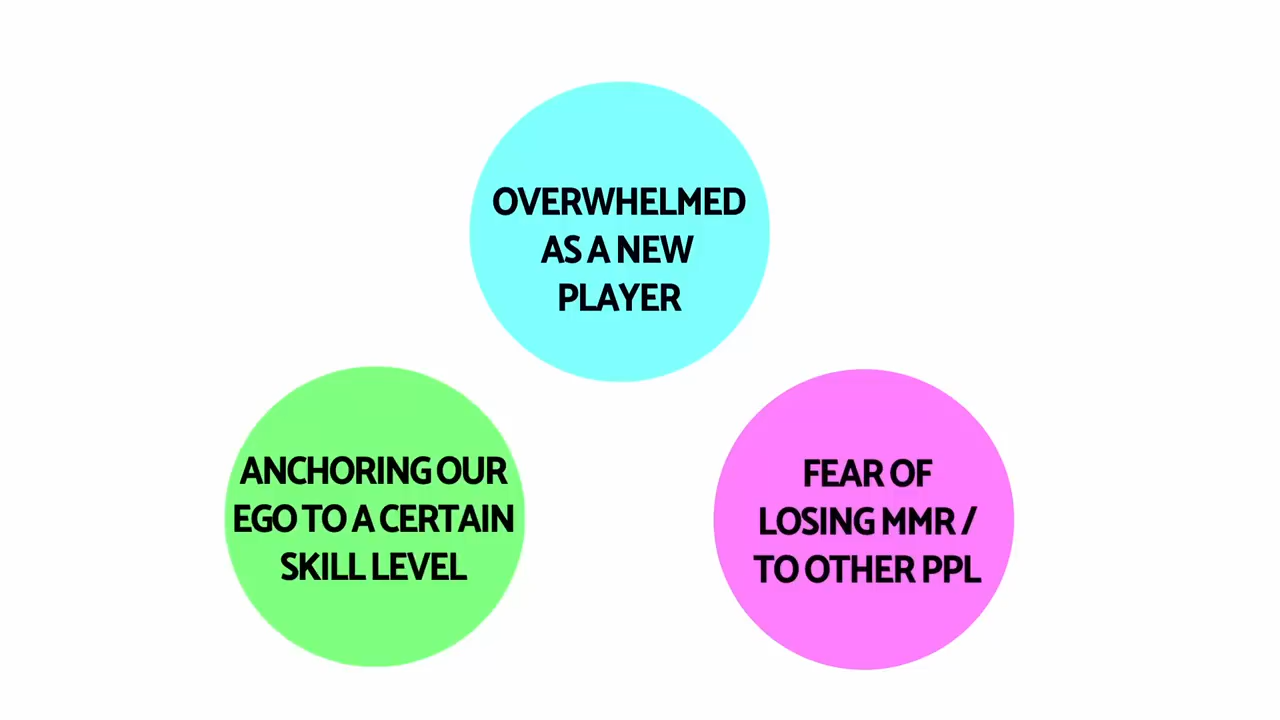 OVERWHELMED
AS A NEW
PLAYER
ANCHORING OUR
EGO TO A CERTAIN
SKILL LEVEL
FEAR OF
LOSING MMR /
TO OTHER PPL